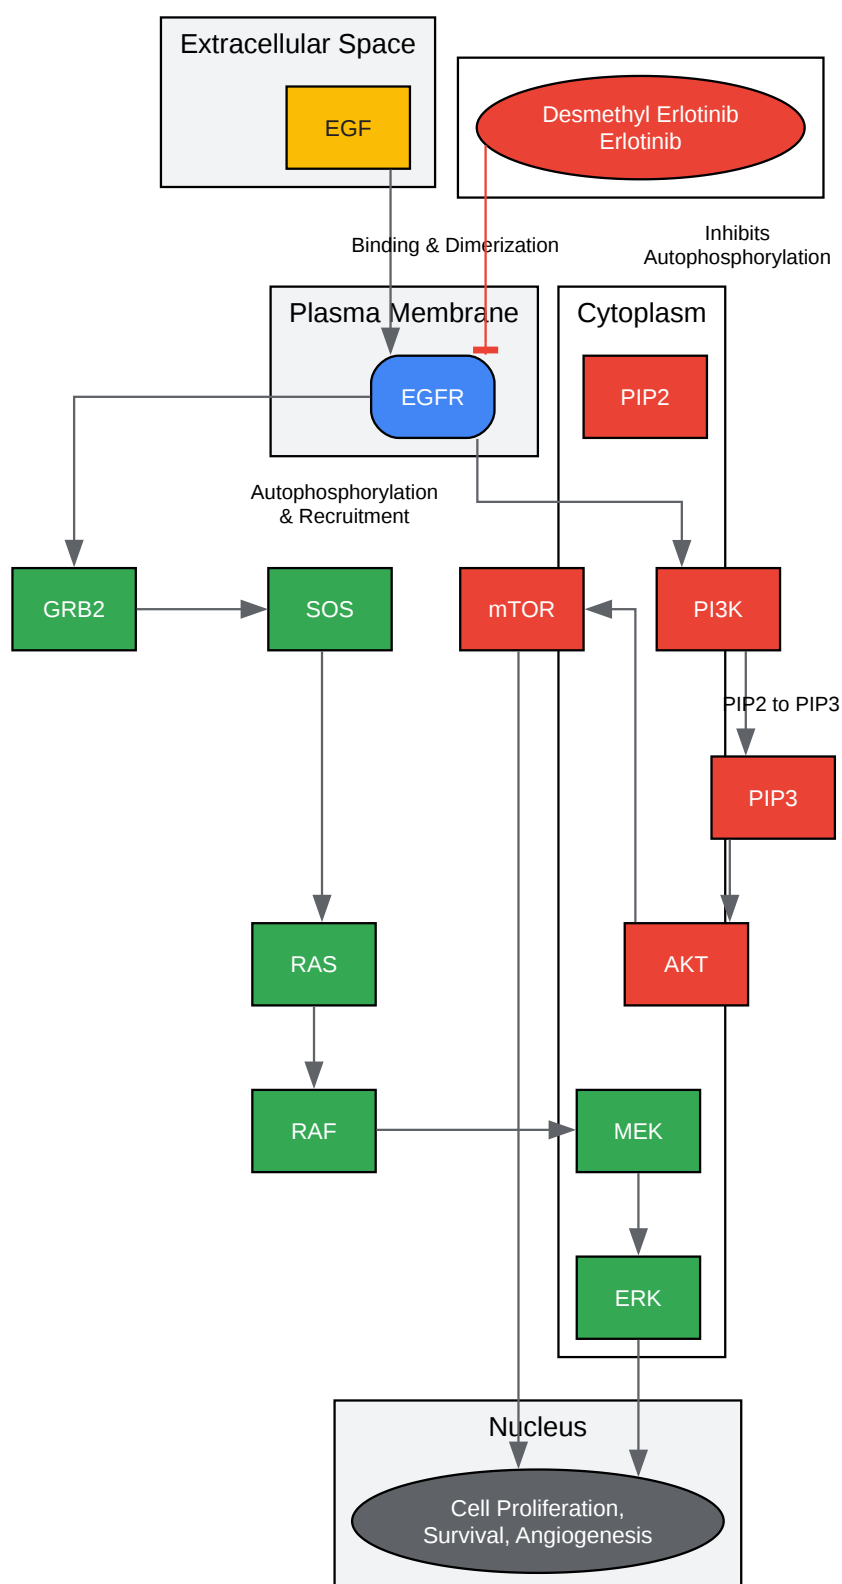 Extracellular Space
EGF
Desmethyl Erlotinib
Erlotinib
Binding & Dimerization
Inhibits
Autophosphorylation
Plasma Membrane
Cytoplasm
EGFR
PIP2
Autophosphorylation
& Recruitment
GRB2
SOS
mTOR
PI3K
PIP2 to PIP3
PIP3
RAS
AKT
RAF
MEK
ERK
Nucleus
Cell Proliferation,
Survival, Angiogenesis